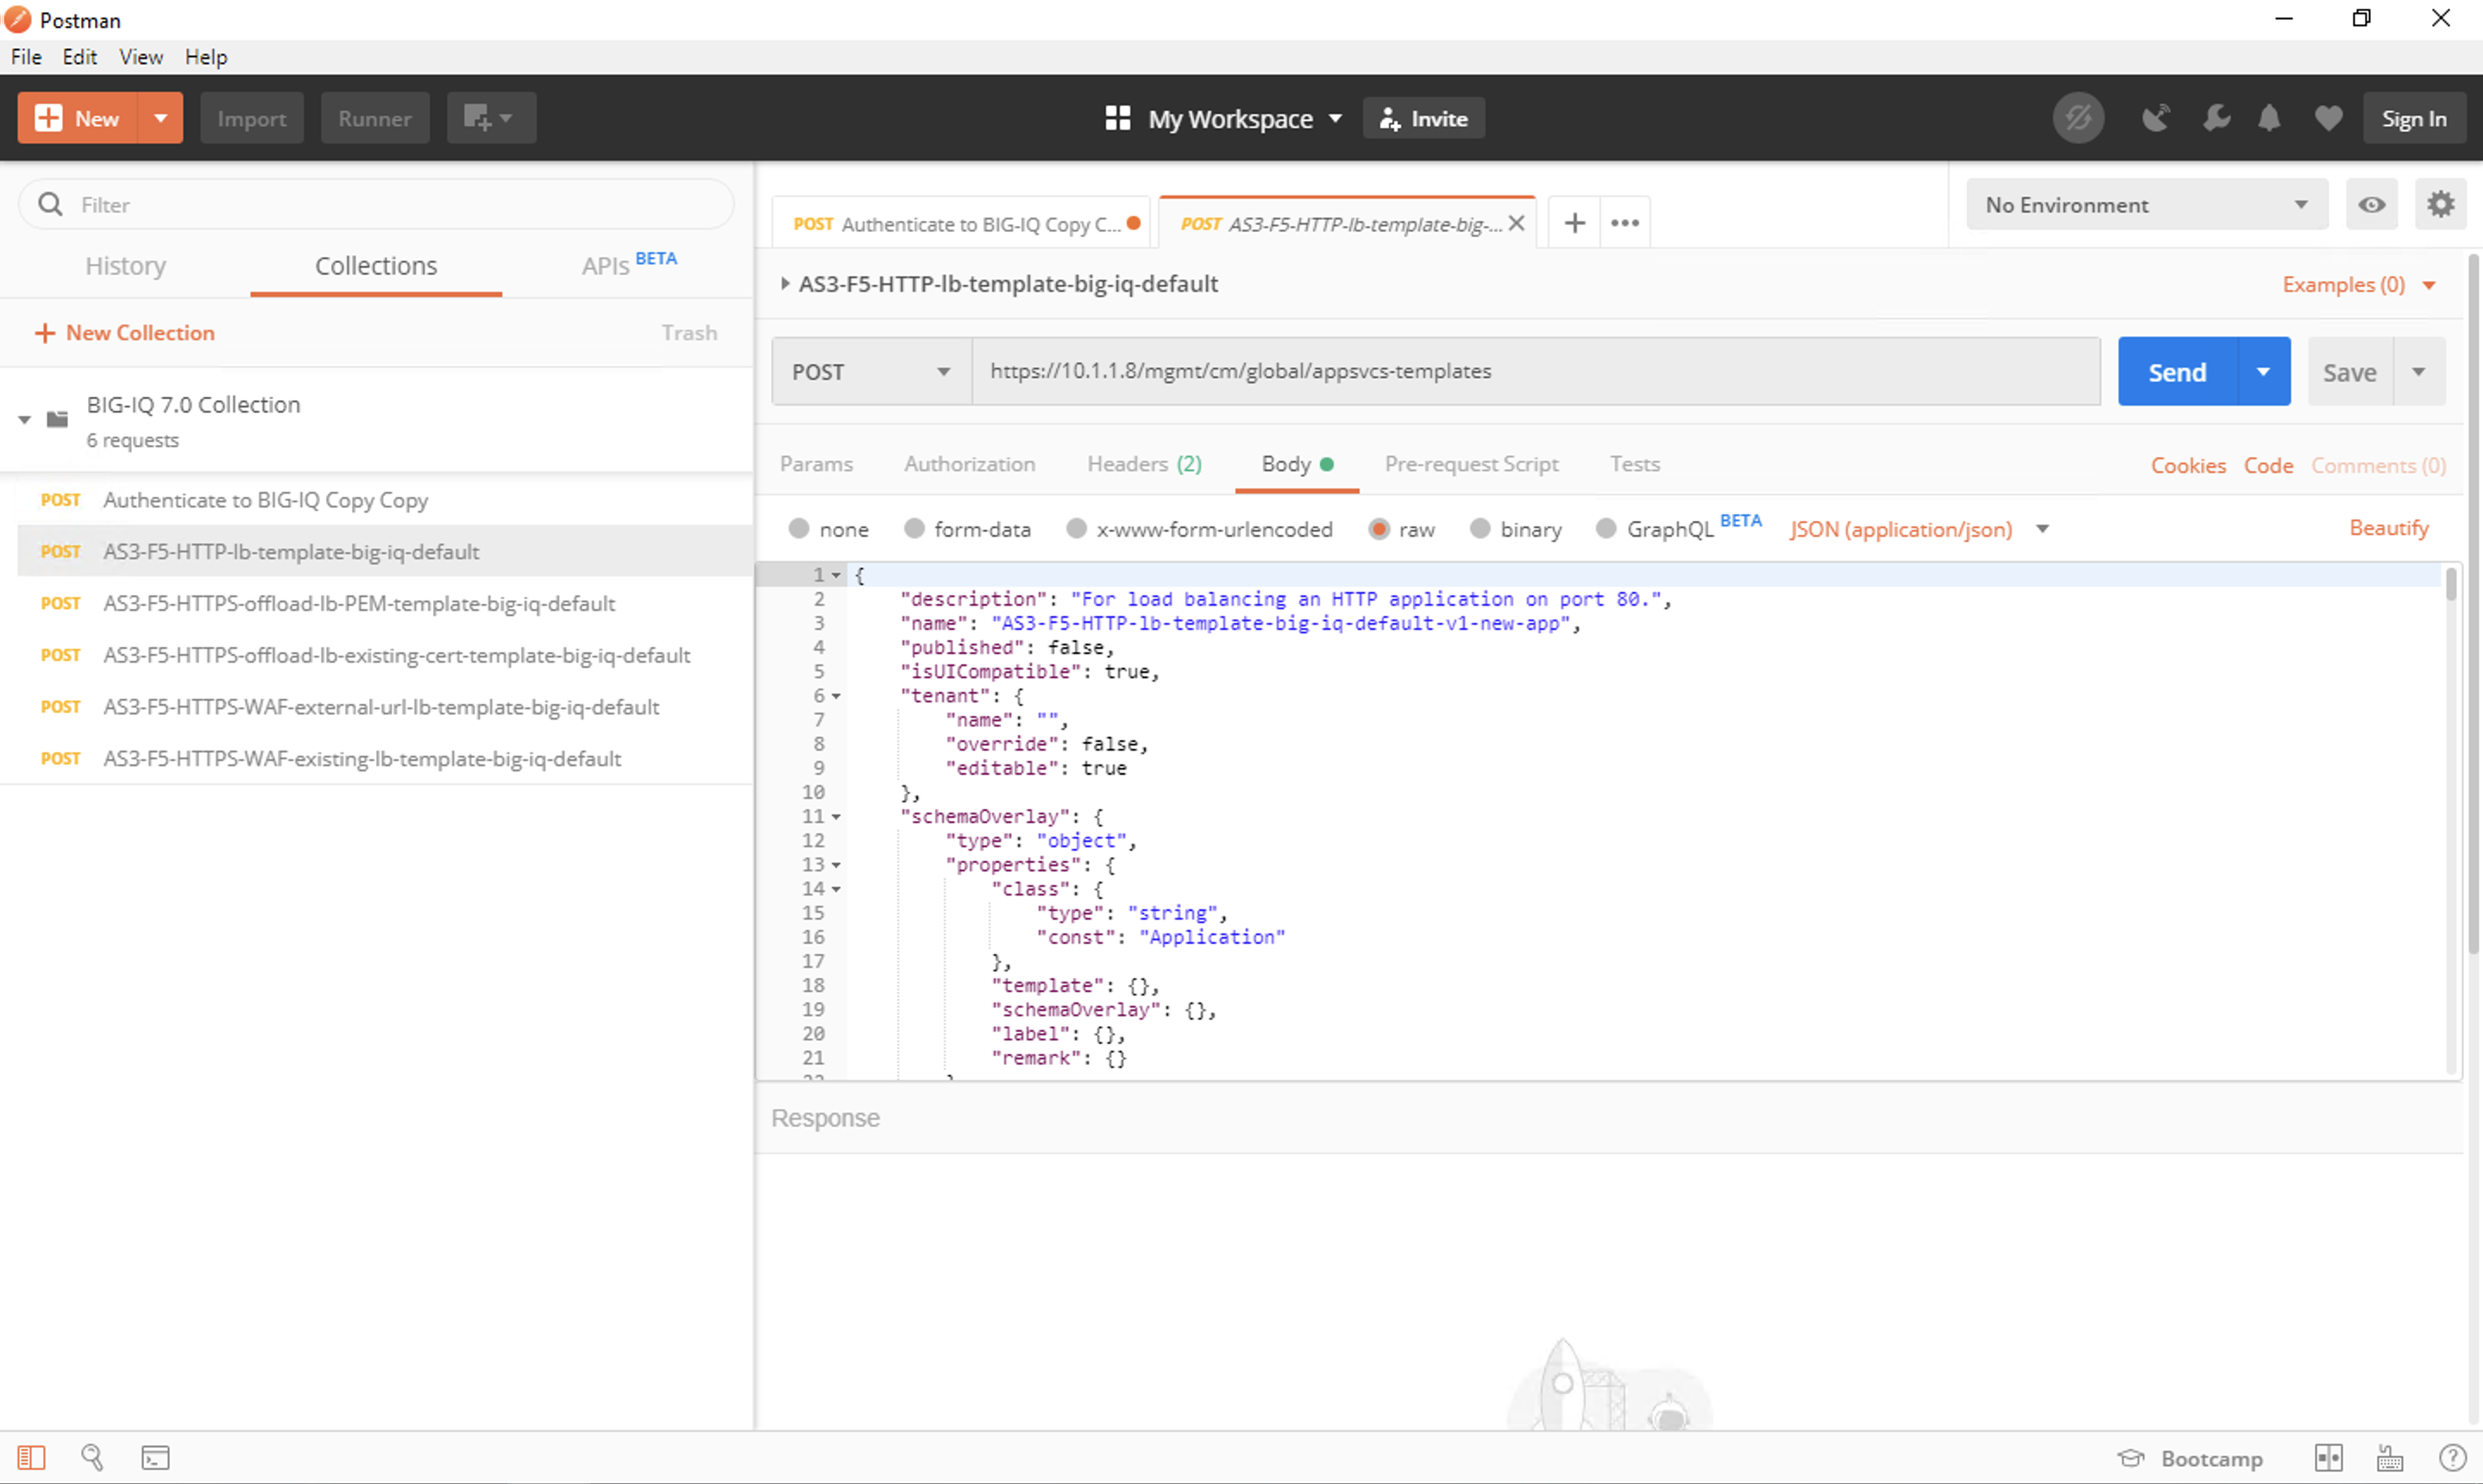 Postman
File Edit View Help
New Import Runner My Workspace Invite Sign In
Filter
History Collections APIs BETA
+ New Collection Trash
BIG-IQ 7.0 Collection
6 requests
POST Authenticate to BIG-IQ Copy Copy
POST AS3-F5-HTTP-lb-template-big-iq-default
POST AS3-F5-HTTPS-offload-lb-PEM-template-big-iq-default
POST AS3-F5-HTTPS-offload-lb-existing-cert-template-big-iq-default
POST AS3-F5-HTTPS-WAF-external-url-lb-template-big-iq-default
POST AS3-F5-HTTPS-WAF-existing-lb-template-big-iq-default
POST Authenticate to BIG-IQ Copy C... POST AS3-F5-HTTP-lb-template-big-... No Environment
AS3-F5-HTTP-lb-template-big-iq-default Examples (0)
POST https://10.1.1.8/mgmt/cm/global/appsvcs-templates Send Save
Params Authorization Headers (2) Body Pre-request Script Tests Cookies Code Comments (0)
none form-data x-www-form-urlencoded raw binary GraphQL BETA JSON (application/json) Beautify
1 {
2 "description": "For load balancing an HTTP application on port 80.",
3 "name": "AS3-F5-HTTP-lb-template-big-iq-default-v1-new-app",
4 "published": false,
5 "isUICompatible": true,
6 "tenant": {
7 "name": "",
8 "override": false,
9 "editable": true
10 },
11 "schemaOverlay": {
12 "type": "object",
13 "properties": {
14 "class": {
15 "type": "string",
16 "const": "Application"
17 },
18 "template": {},
19 "schemaOverlay": {},
20 "label": {},
21 "remark": {}
Response
Bootcamp